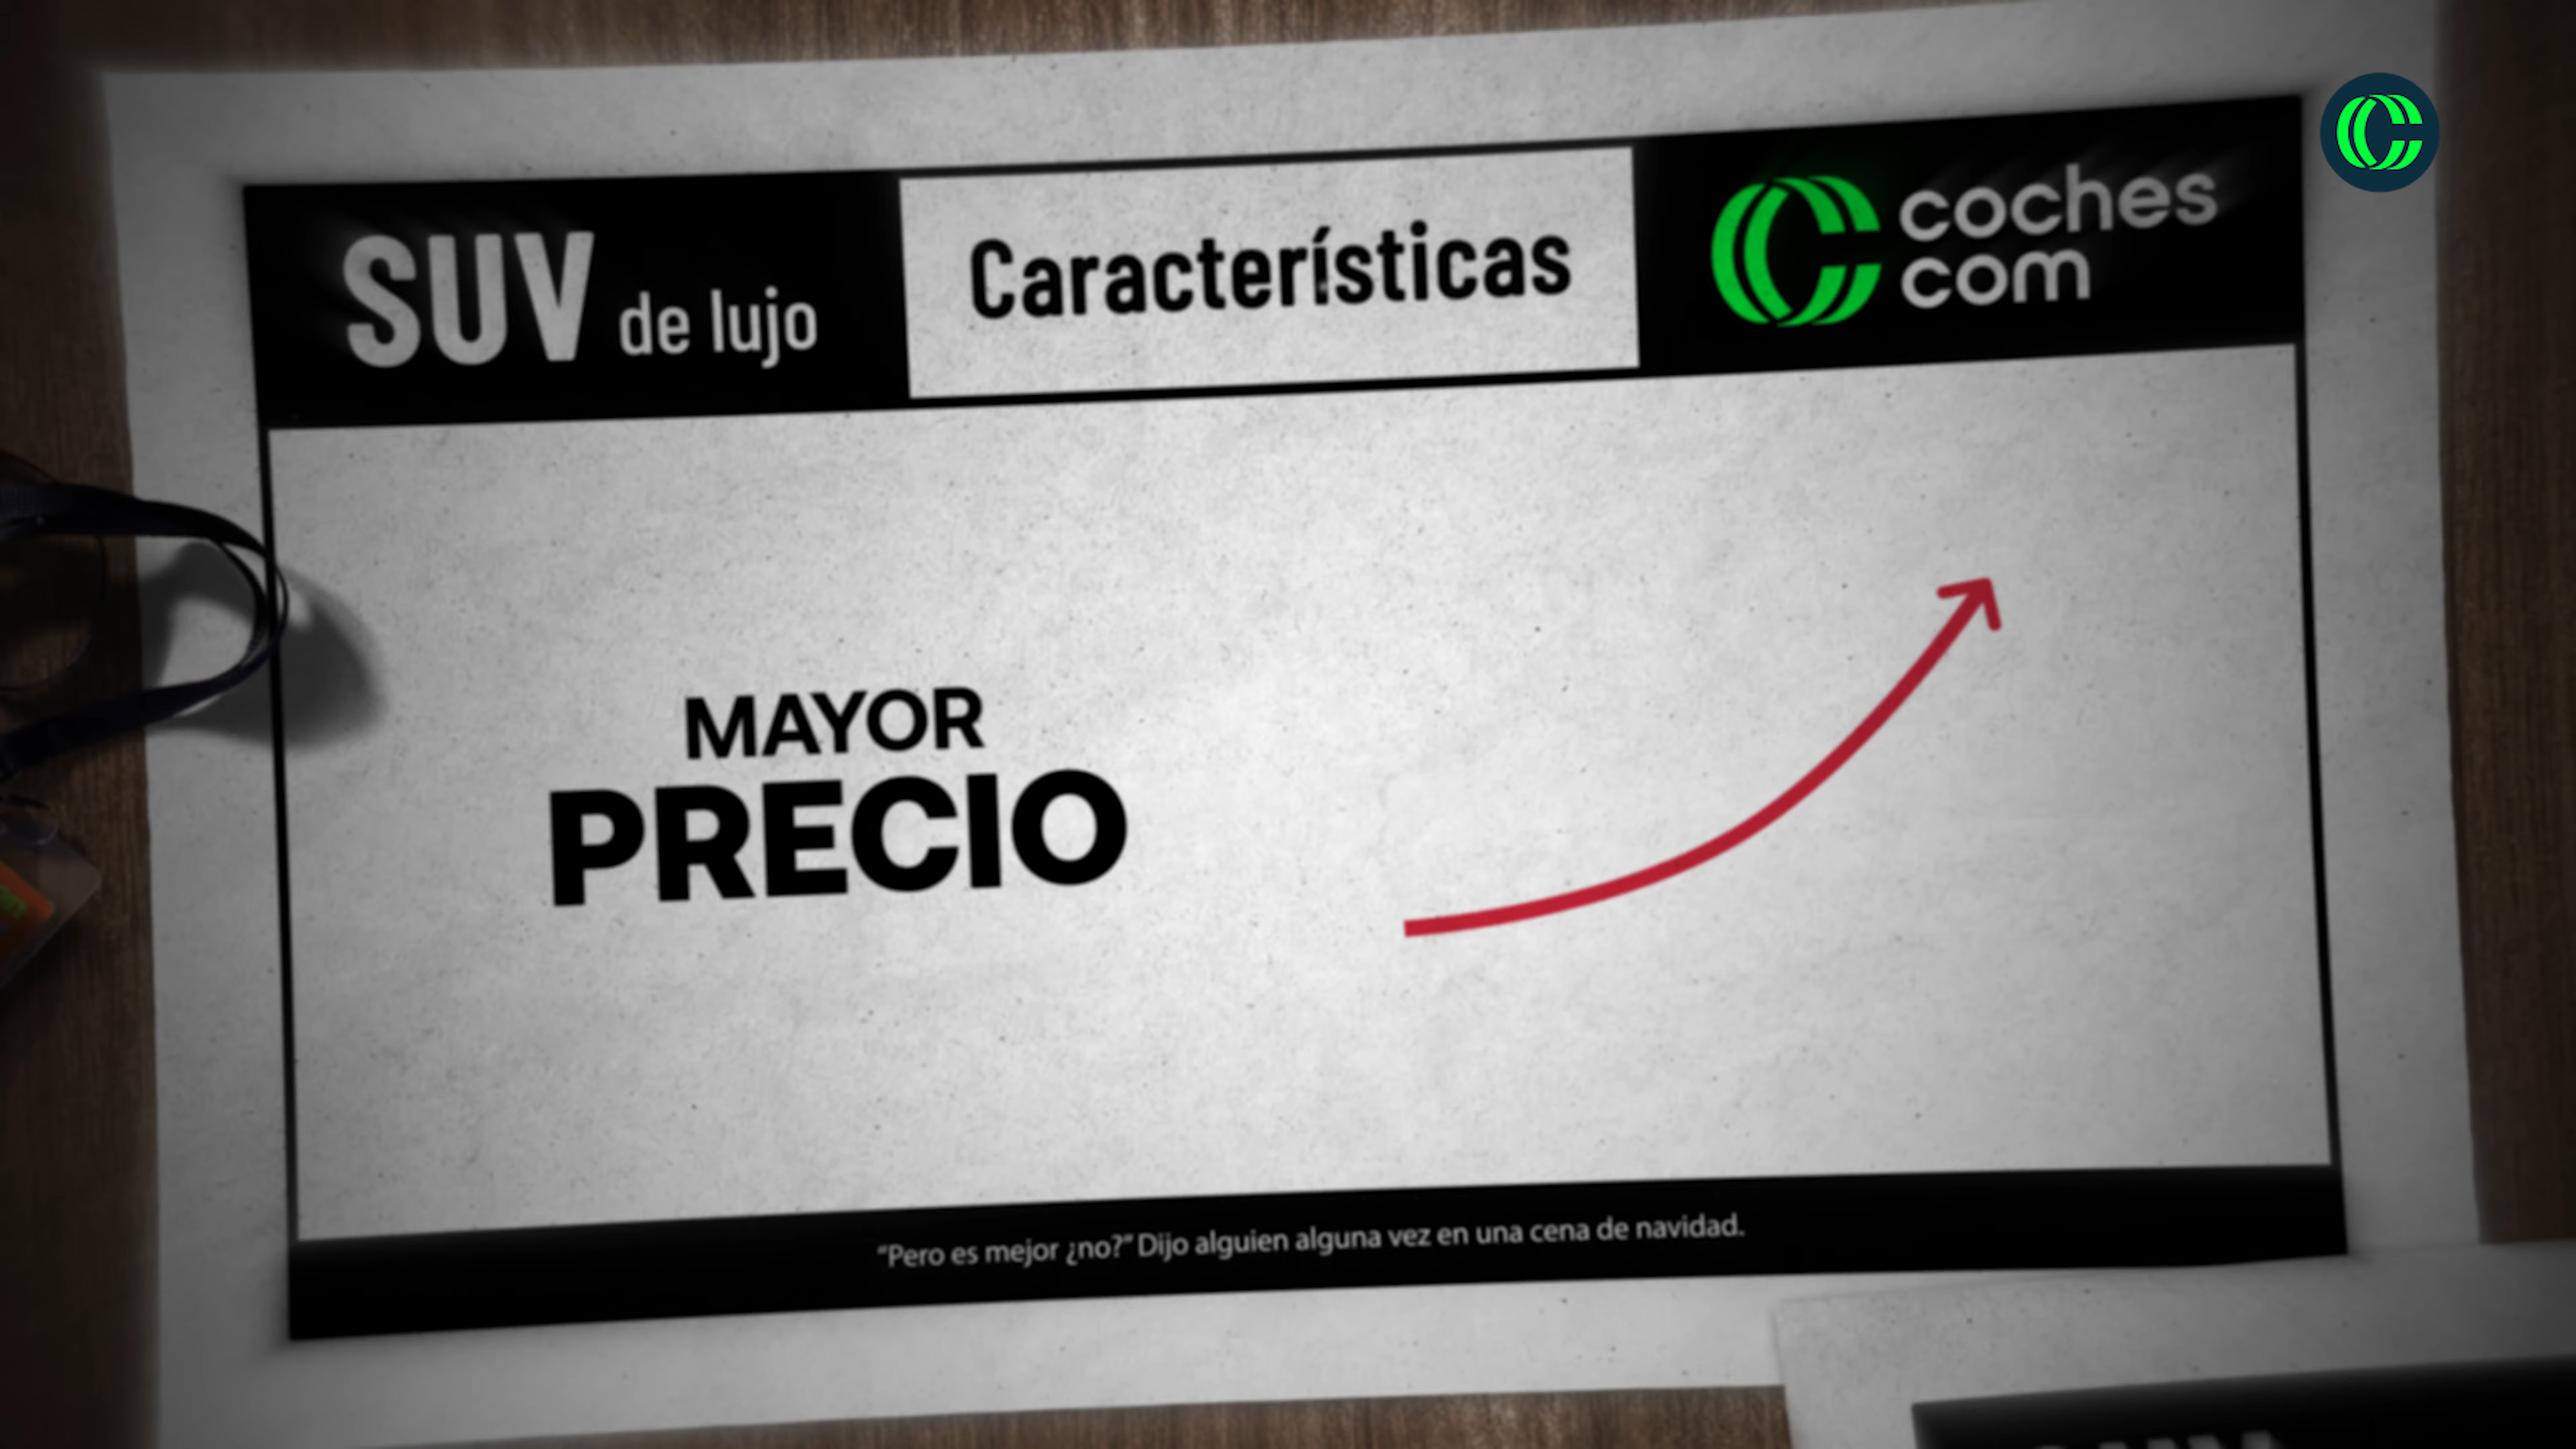 SUV de lujo
Características
coches
com
MAYOR
PRECIO
“Pero es mejor ¿no?” Dijo alguien alguna vez en una cena de navidad.